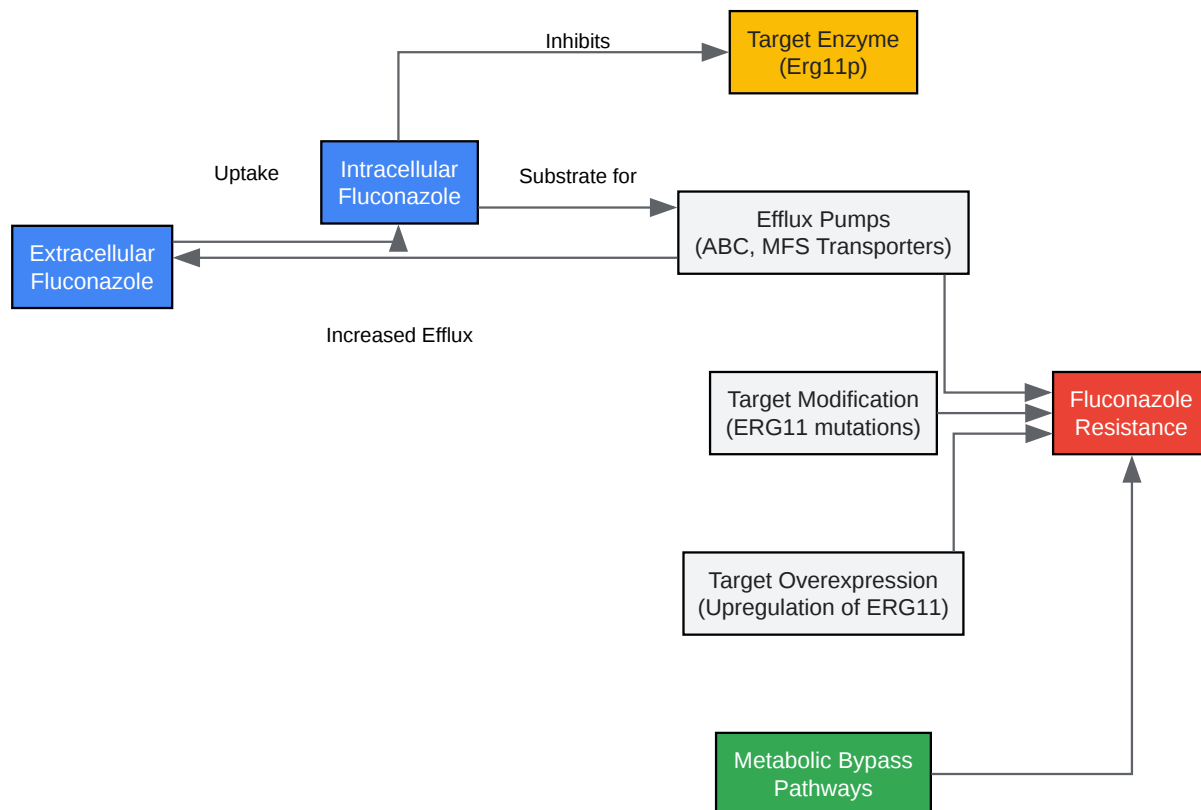 Inhibits
Target Enzyme
(Erg11p)
Uptake
Intracellular
Fluconazole
Substrate for
Efflux Pumps
(ABC, MFS Transporters)
Extracellular
Fluconazole
Increased Efflux
Target Modification
(ERG11 mutations)
Fluconazole
Resistance
Target Overexpression
(Upregulation of ERG11)
Metabolic Bypass
Pathways